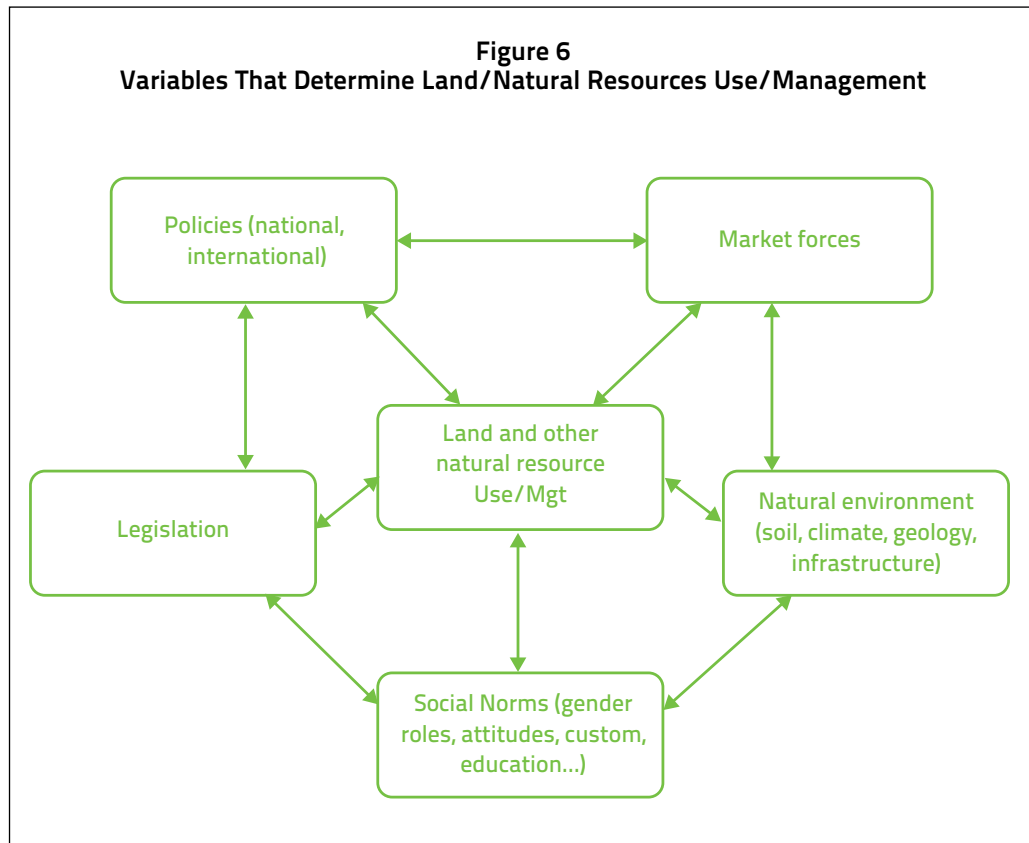 Figure 6
Variables That Determine Land/Natural Resources Use/Management
Policies (national,
international)
Market forces
Land and other
natural resource
Use/Mgt
Legislation
Natural environment
(soil, climate, geology,
infrastructure)
Social Norms (gender
roles, attitudes, custom,
education...)